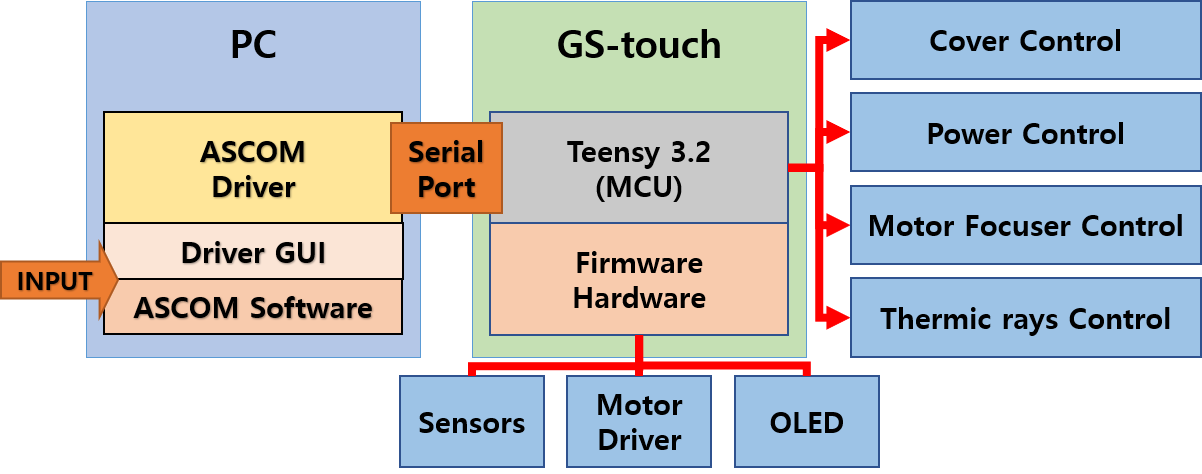 PC
GS-touch
ASCOM
Driver
Serial
Port
Teensy 3.2
(MCU)
Driver GUI
INPUT
ASCOM Software
Firmware
Hardware
Cover Control
Power Control
Motor Focuser Control
Thermic rays Control
Sensors
Motor
Driver
OLED